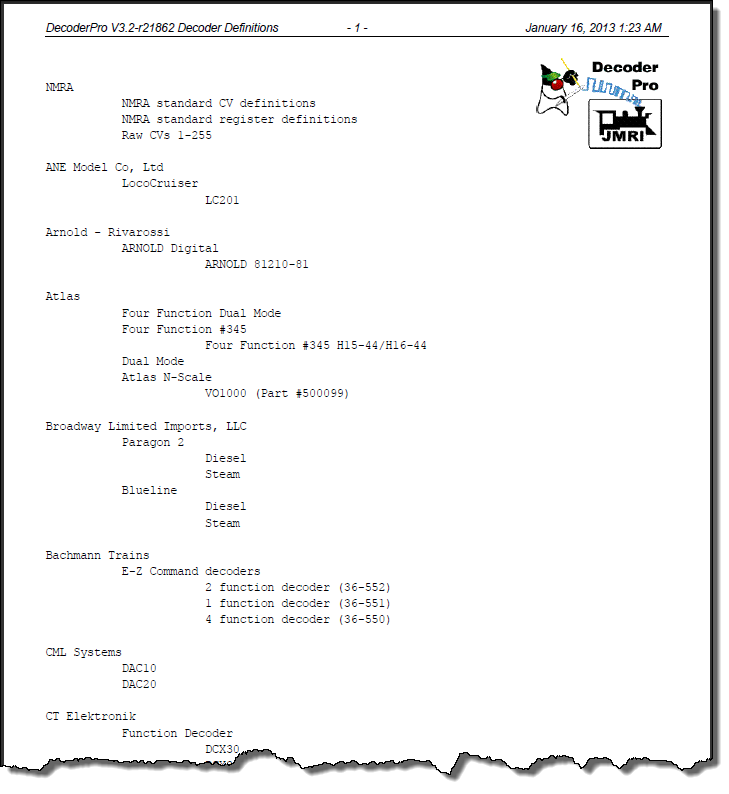 DecoderPro V3.2-r21862 Decoder Definitions - 1 - January 16, 2013 1:23 AM
Decoder
Pro
JMRI
NMRA
NMRA standard CV definitions
NMRA standard register definitions
Raw CVs 1-255
ANE Model Co, Ltd
LocoCruiser
LC201
Arnold - Rivarossi
ARNOLD Digital
ARNOLD 81210-81
Atlas
Four Function Dual Mode
Four Function #345
Four Function #345 H15-44/H16-44
Dual Mode
Atlas N-Scale
VO1000 (Part #500099)
Broadway Limited Imports, LLC
Paragon 2
Diesel
Steam
Blueline
Diesel
Steam
Bachmann Trains
E-Z Command decoders
2 function decoder (36-552)
1 function decoder (36-551)
4 function decoder (36-550)
CML Systems
DAC10
DAC20
CT Elektronik
Function Decoder
DCX30